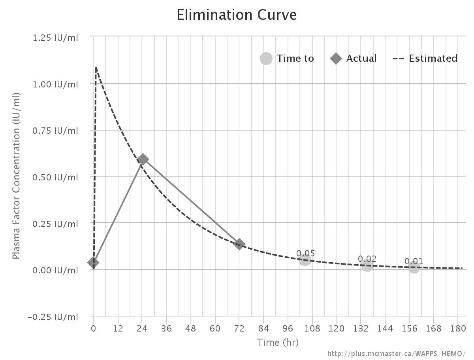 Elimination Curve
1.25 IU/ml
Time to
Actual
Estimated
1.00 IU/ml
0.75 IU/ml
0.50 IU/ml
0.25 IU/ml
0.00 IU/ml
-0.25 IU/ml
Plasma Factor Concentration (IU/ml)
0.05
0.02
0.01
0 12 24 36 48 60 72 84 96 108 120 132 144 156 168 180
Time (hr)
http://plus.mcmaster.ca/WAPPS-HEMO/